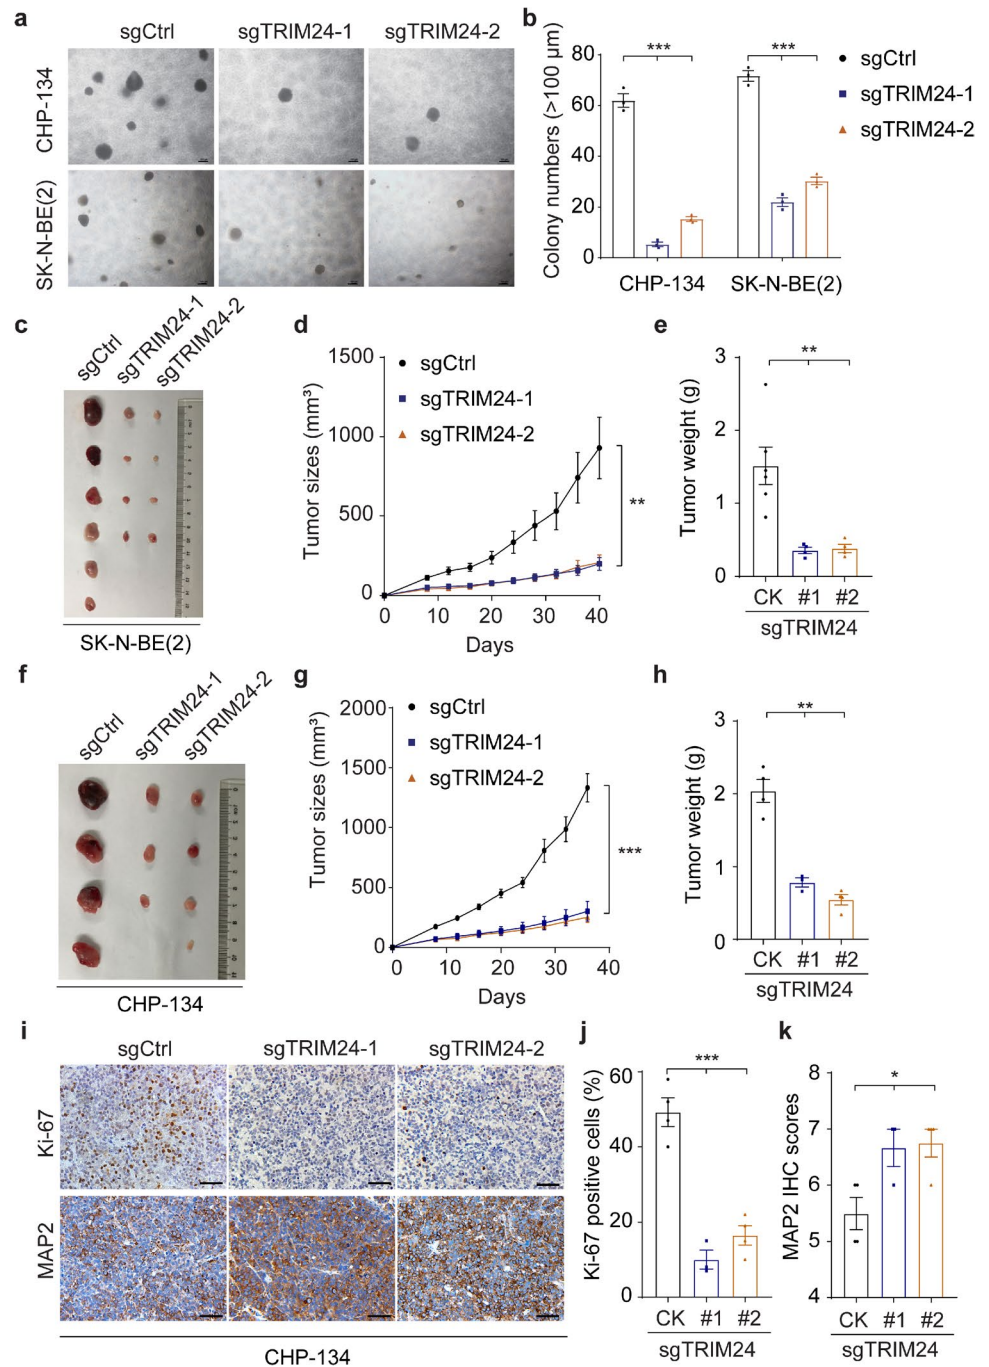 a
sgCtrl
sgTRIM24-1
sgTRIM24-2
CHP-134
SK-N-BE(2)
b
Colony numbers (>100 μm)
80
60
40
20
0
***
***
CHP-134
SK-N-BE(2)
sgCtrl
sgTRIM24-1
sgTRIM24-2
c
sgCtrl
sgTRIM24-1
sgTRIM24-2
SK-N-BE(2)
d
Tumor sizes (mm³)
1500
1000
500
0
sgCtrl
sgTRIM24-1
sgTRIM24-2
**
0
10
20
30
40
Days
e
Tumor weight (g)
3
2
1
0
**
CK
#1
#2
sgTRIM24
f
sgCtrl
sgTRIM24-1
sgTRIM24-2
CHP-134
g
Tumor sizes (mm³)
2000
1500
1000
500
0
sgCtrl
sgTRIM24-1
sgTRIM24-2
***
0
10
20
30
40
Days
h
Tumor weight (g)
3
2
1
0
**
CK
#1
#2
sgTRIM24
i
sgCtrl
sgTRIM24-1
sgTRIM24-2
Ki-67
MAP2
CHP-134
j
Ki-67 positive cells (%)
60
40
20
0
***
CK
#1
#2
sgTRIM24
k
MAP2 IHC scores
8
7
6
5
4
*
CK
#1
#2
sgTRIM24